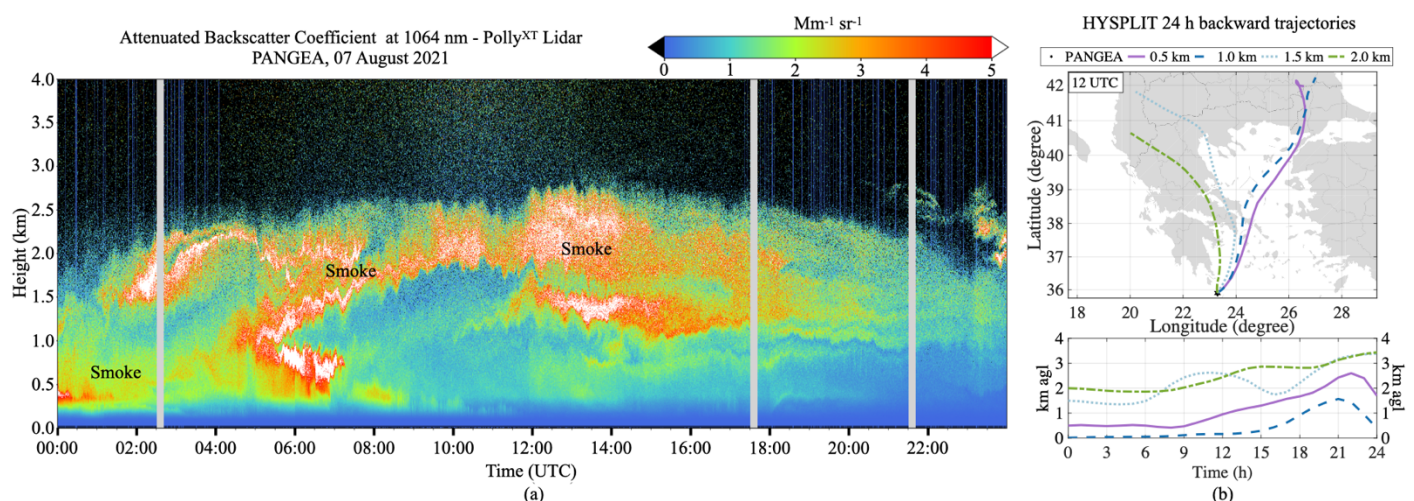 Attenuated Backscatter Coefficient at 1064 nm - Polly^XT Lidar
PANGEA, 07 August 2021
Mm⁻¹ sr⁻¹
0 1 2 3 4 5
Height (km)
4.0
3.5
3.0
2.5
2.0
1.5
1.0
0.5
0.0
Smoke
Smoke
Smoke
00:00 02:00 04:00 06:00 08:00 10:00 12:00 14:00 16:00 18:00 20:00 22:00
Time (UTC)
(a)
HYSPLIT 24 h backward trajectories
PANGEA 0.5 km 1.0 km 1.5 km 2.0 km
12 UTC
Latitude (degree)
42
41
40
39
38
37
36
18 20 22 24 26 28
Longitude (degree)
km agl
4
3
2
1
0
4
3
2
1
0
km agl
0 3 6 9 12 15 18 21 24
Time (h)
(b)